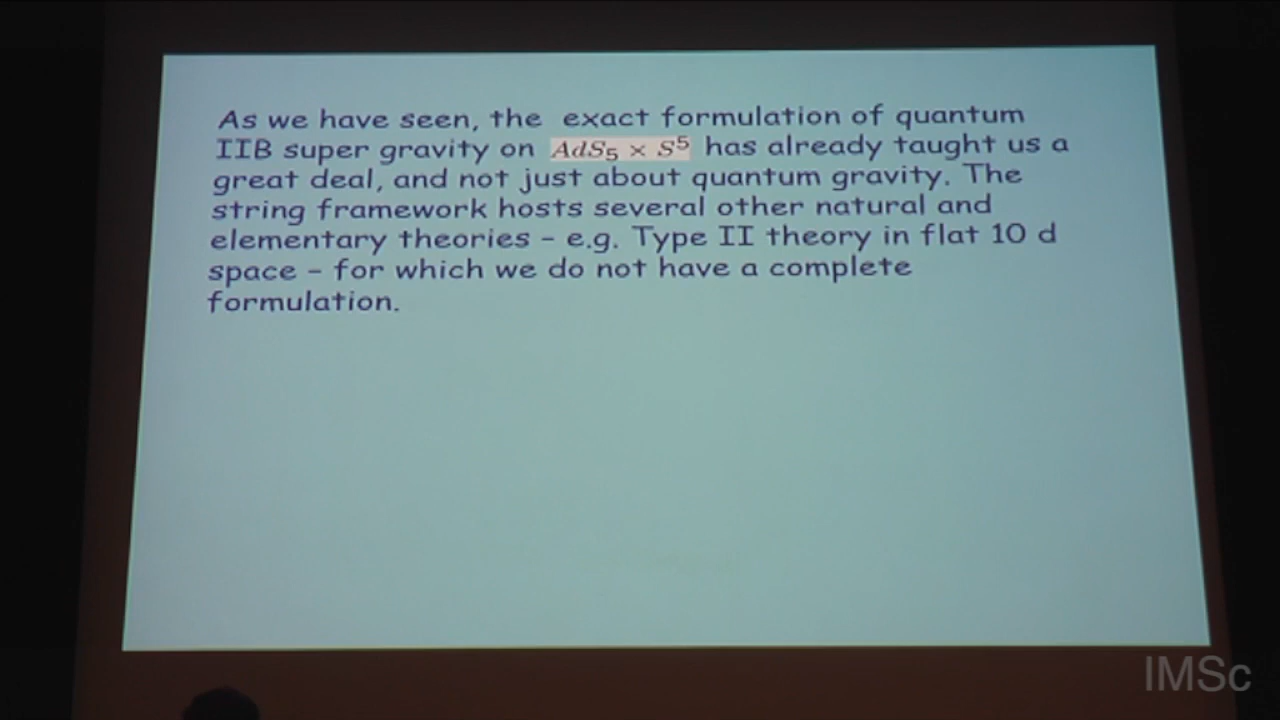 As we have seen, the exact formulation of quantum
IIB super gravity on AdS₅ × S⁵ has already taught us a
great deal, and not just about quantum gravity. The
string framework hosts several other natural and
elementary theories – e.g. Type II theory in flat 10 d
space – for which we do not have a complete
formulation.
IMSc